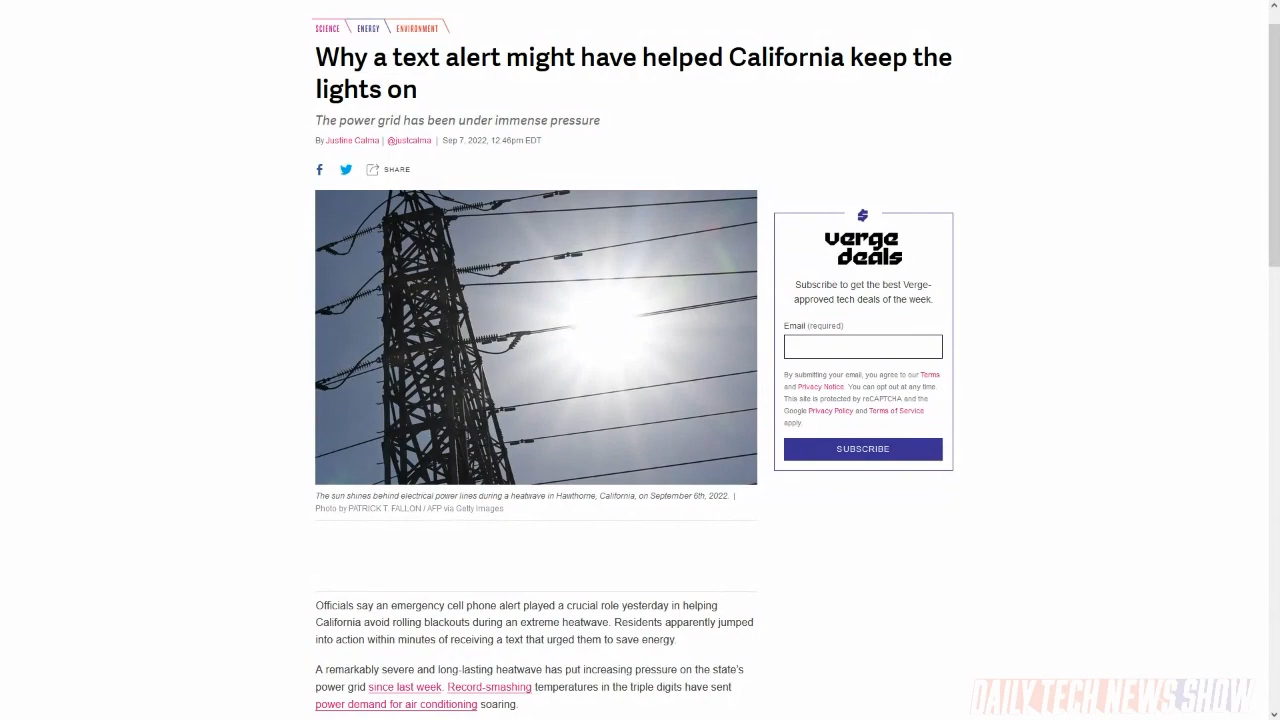 SCIENCE ENERGY ENVIRONMENT
Why a text alert might have helped California keep the
lights on
The power grid has been under immense pressure
By Justine Calma | @justcalma | Sep 7, 2022, 12:46pm EDT
SHARE
The sun shines behind electrical power lines during a heatwave in Hawthorne, California, on September 6th, 2022. |
Photo by PATRICK T. FALLON / AFP via Getty Images
verge
deals
Subscribe to get the best Verge-
approved tech deals of the week.
Email (required)
By submitting your email, you agree to our Terms
and Privacy Notice. You can opt out at any time.
This site is protected by reCAPTCHA and the
Google Privacy Policy and Terms of Service
apply.
SUBSCRIBE
Officials say an emergency cell phone alert played a crucial role yesterday in helping
California avoid rolling blackouts during an extreme heatwave. Residents apparently jumped
into action within minutes of receiving a text that urged them to save energy.
A remarkably severe and long-lasting heatwave has put increasing pressure on the state's
power grid since last week. Record-smashing temperatures in the triple digits have sent
power demand for air conditioning soaring.
DAILY TECH NEWS SHOW